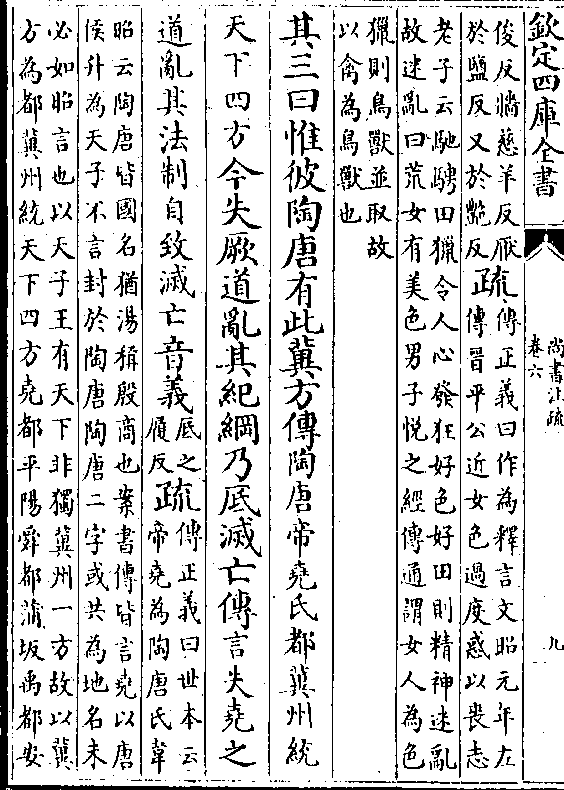 欽定四庫全書
尚書注疏
卷六
九
俊反嗜慈羊反厭
於鹽反又於艷反
疏
傳正義曰作為釋言文昭元年左
傳晉平公近女色過度惑以喪志
老子云馳騁田獵令人心發狂好色好田則精神迷亂
故迷亂曰荒女有美色男子悅之經傳通謂女人為色
獵則鳥獸並取故
以禽為鳥獸也
其三曰惟彼陶唐有此冀方傳陶唐帝堯氏都冀州統
天下四方今失厥道亂其紀綱乃厎滅亡傳言失堯之
道亂其法制自致滅亡音義
厎之
履反
疏
傳正義曰世本云
帝堯為陶唐氏韋
昭云陶唐皆國名猶湯稱殷商也案書傳皆言堯以唐
侯升為天子不言封於陶唐陶唐二字或共為地名未
必如昭言也以天子王有天下非獨冀州一方故以冀
方為都冀州統天下四方堯都平陽舜都蒲坂禹都安